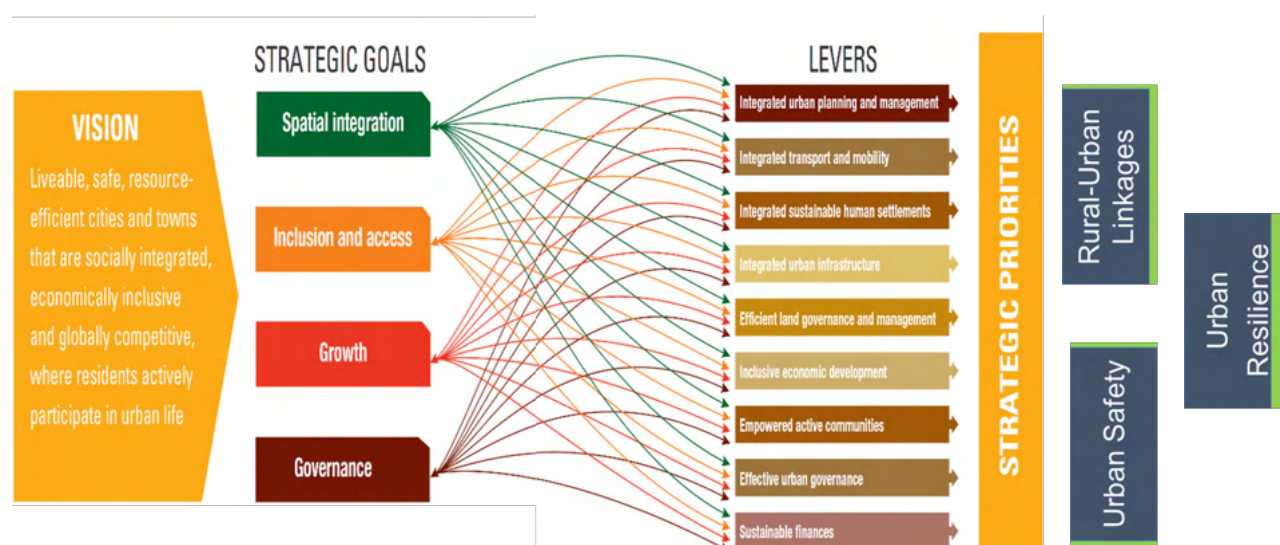 VISION
Liveable, safe, resource-
efficient cities and towns
that are socially integrated,
economically inclusive
and globally competitive,
where residents actively
participate in urban life
STRATEGIC GOALS
Spatial integration
Inclusion and access
Growth
Governance
LEVERS
Integrated urban planning and management
Integrated transport and mobility
Integrated sustainable human settlements
Integrated urban infrastructure
Efficient land governance and management
Inclusive economic development
Empowered active communities
Effective urban governance
Sustainable finances
STRATEGIC PRIORITIES
Rural-Urban
Linkages
Urban Safety
Urban
Resilience